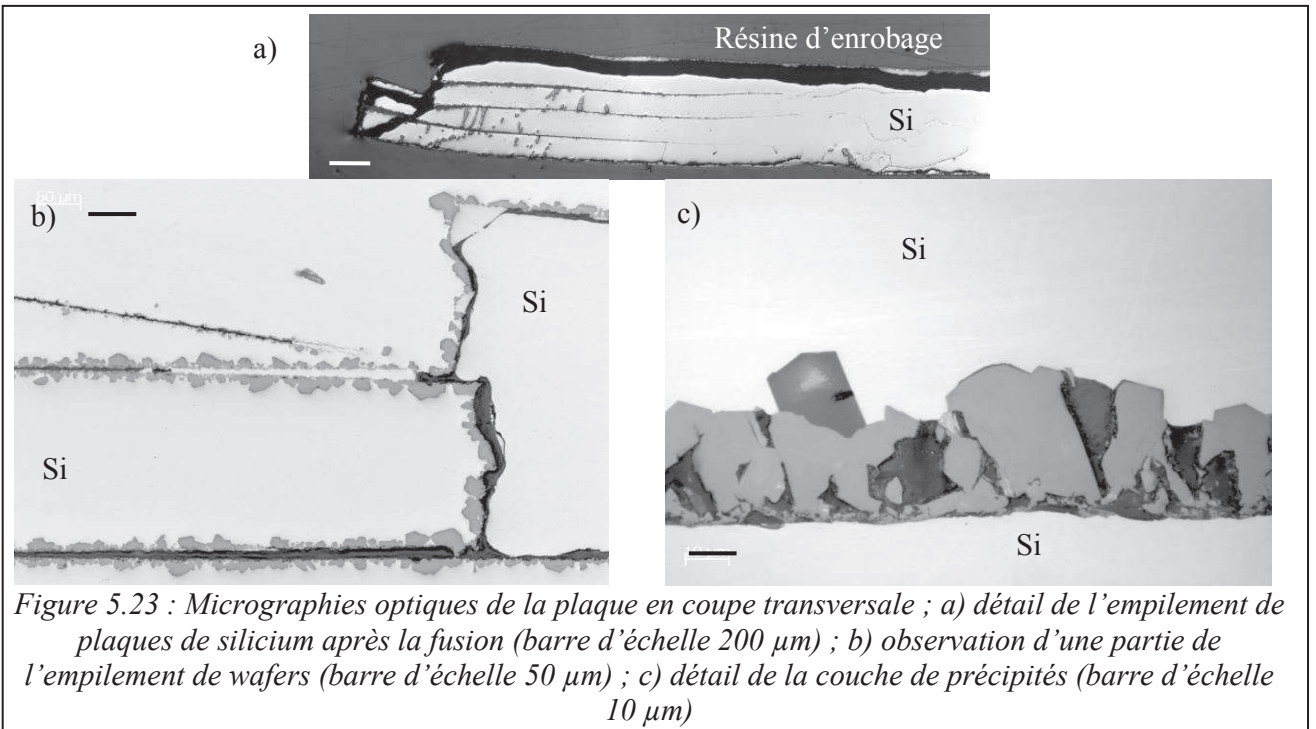 a)
Résine d'enrobage
Si
50 µm
b)
Si
Si
c)
Si
Si
Figure 5.23 : Micrographies optiques de la plaque en coupe transversale ; a) détail de l'empilement de
plaques de silicium après la fusion (barre d'échelle 200 µm) ; b) observation d'une partie de
l'empilement de wafers (barre d'échelle 50 µm) ; c) détail de la couche de précipités (barre d'échelle
10 µm)